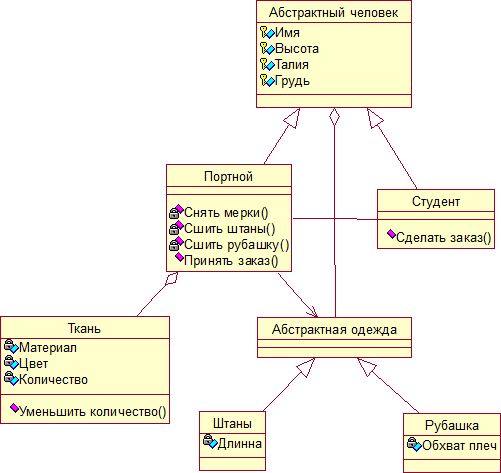 Абстрактный человек
Имя
Высота
Талия
Грудь
Портной
Снять мерки()
Сшить штаны()
Сшить рубашку()
Принять заказ()
Студент
Сделать заказ()
Ткань
Материал
Цвет
Количество
Уменьшить количество()
Абстрактная одежда
Штаны
Длинна
Рубашка
Обхват плеч